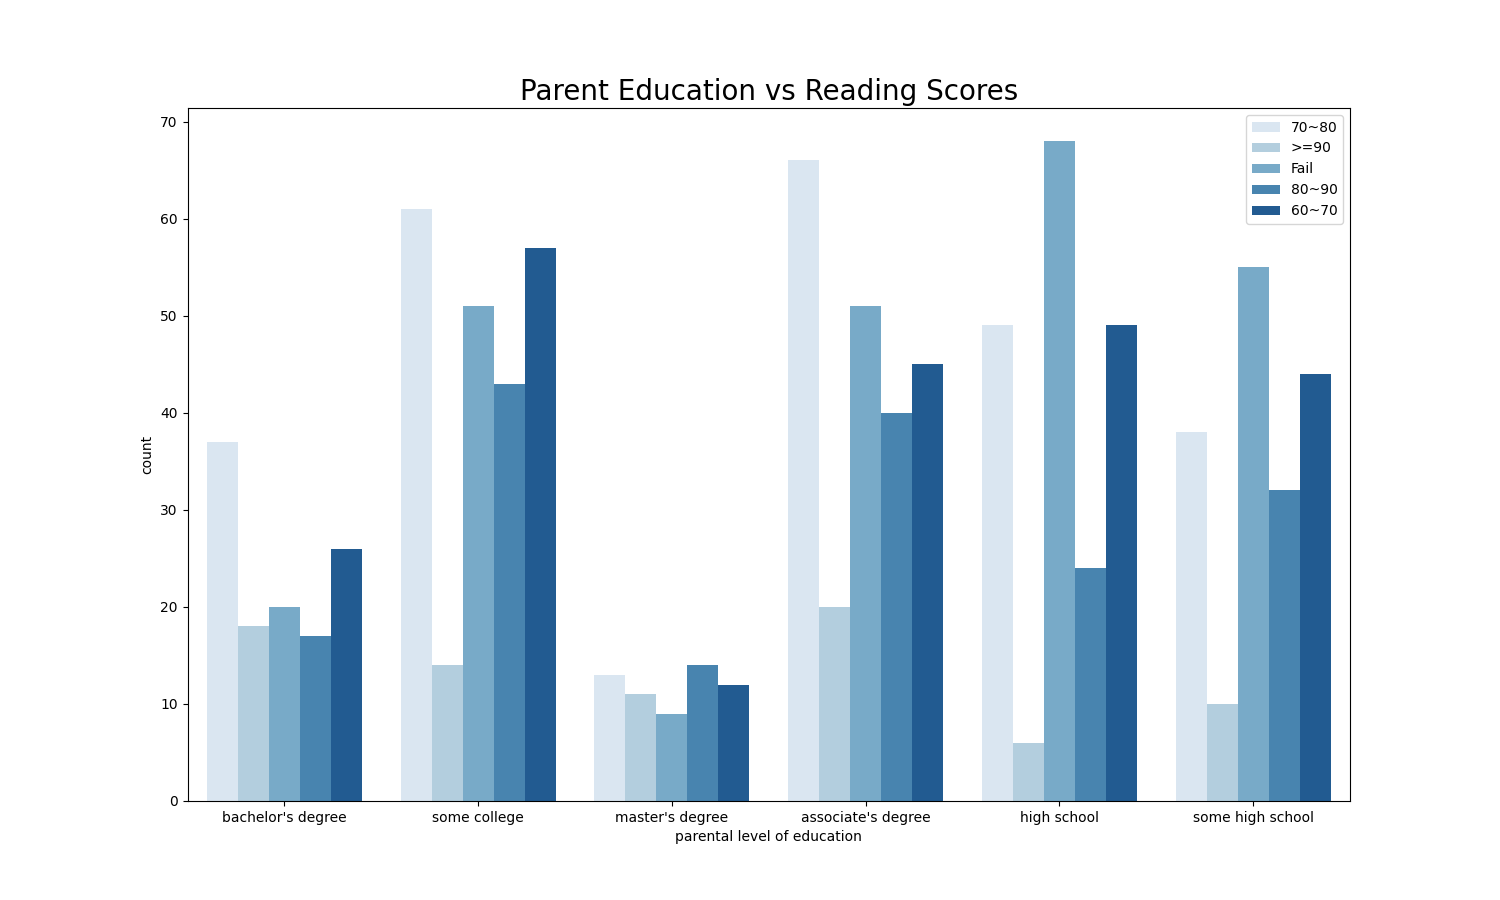 Parent Education vs Reading Scores
70
60
50
40
30
20
10
0
count
70~80
>=90
Fail
80~90
60~70
bachelor's degree some college master's degree associate's degree high school some high school
parental level of education